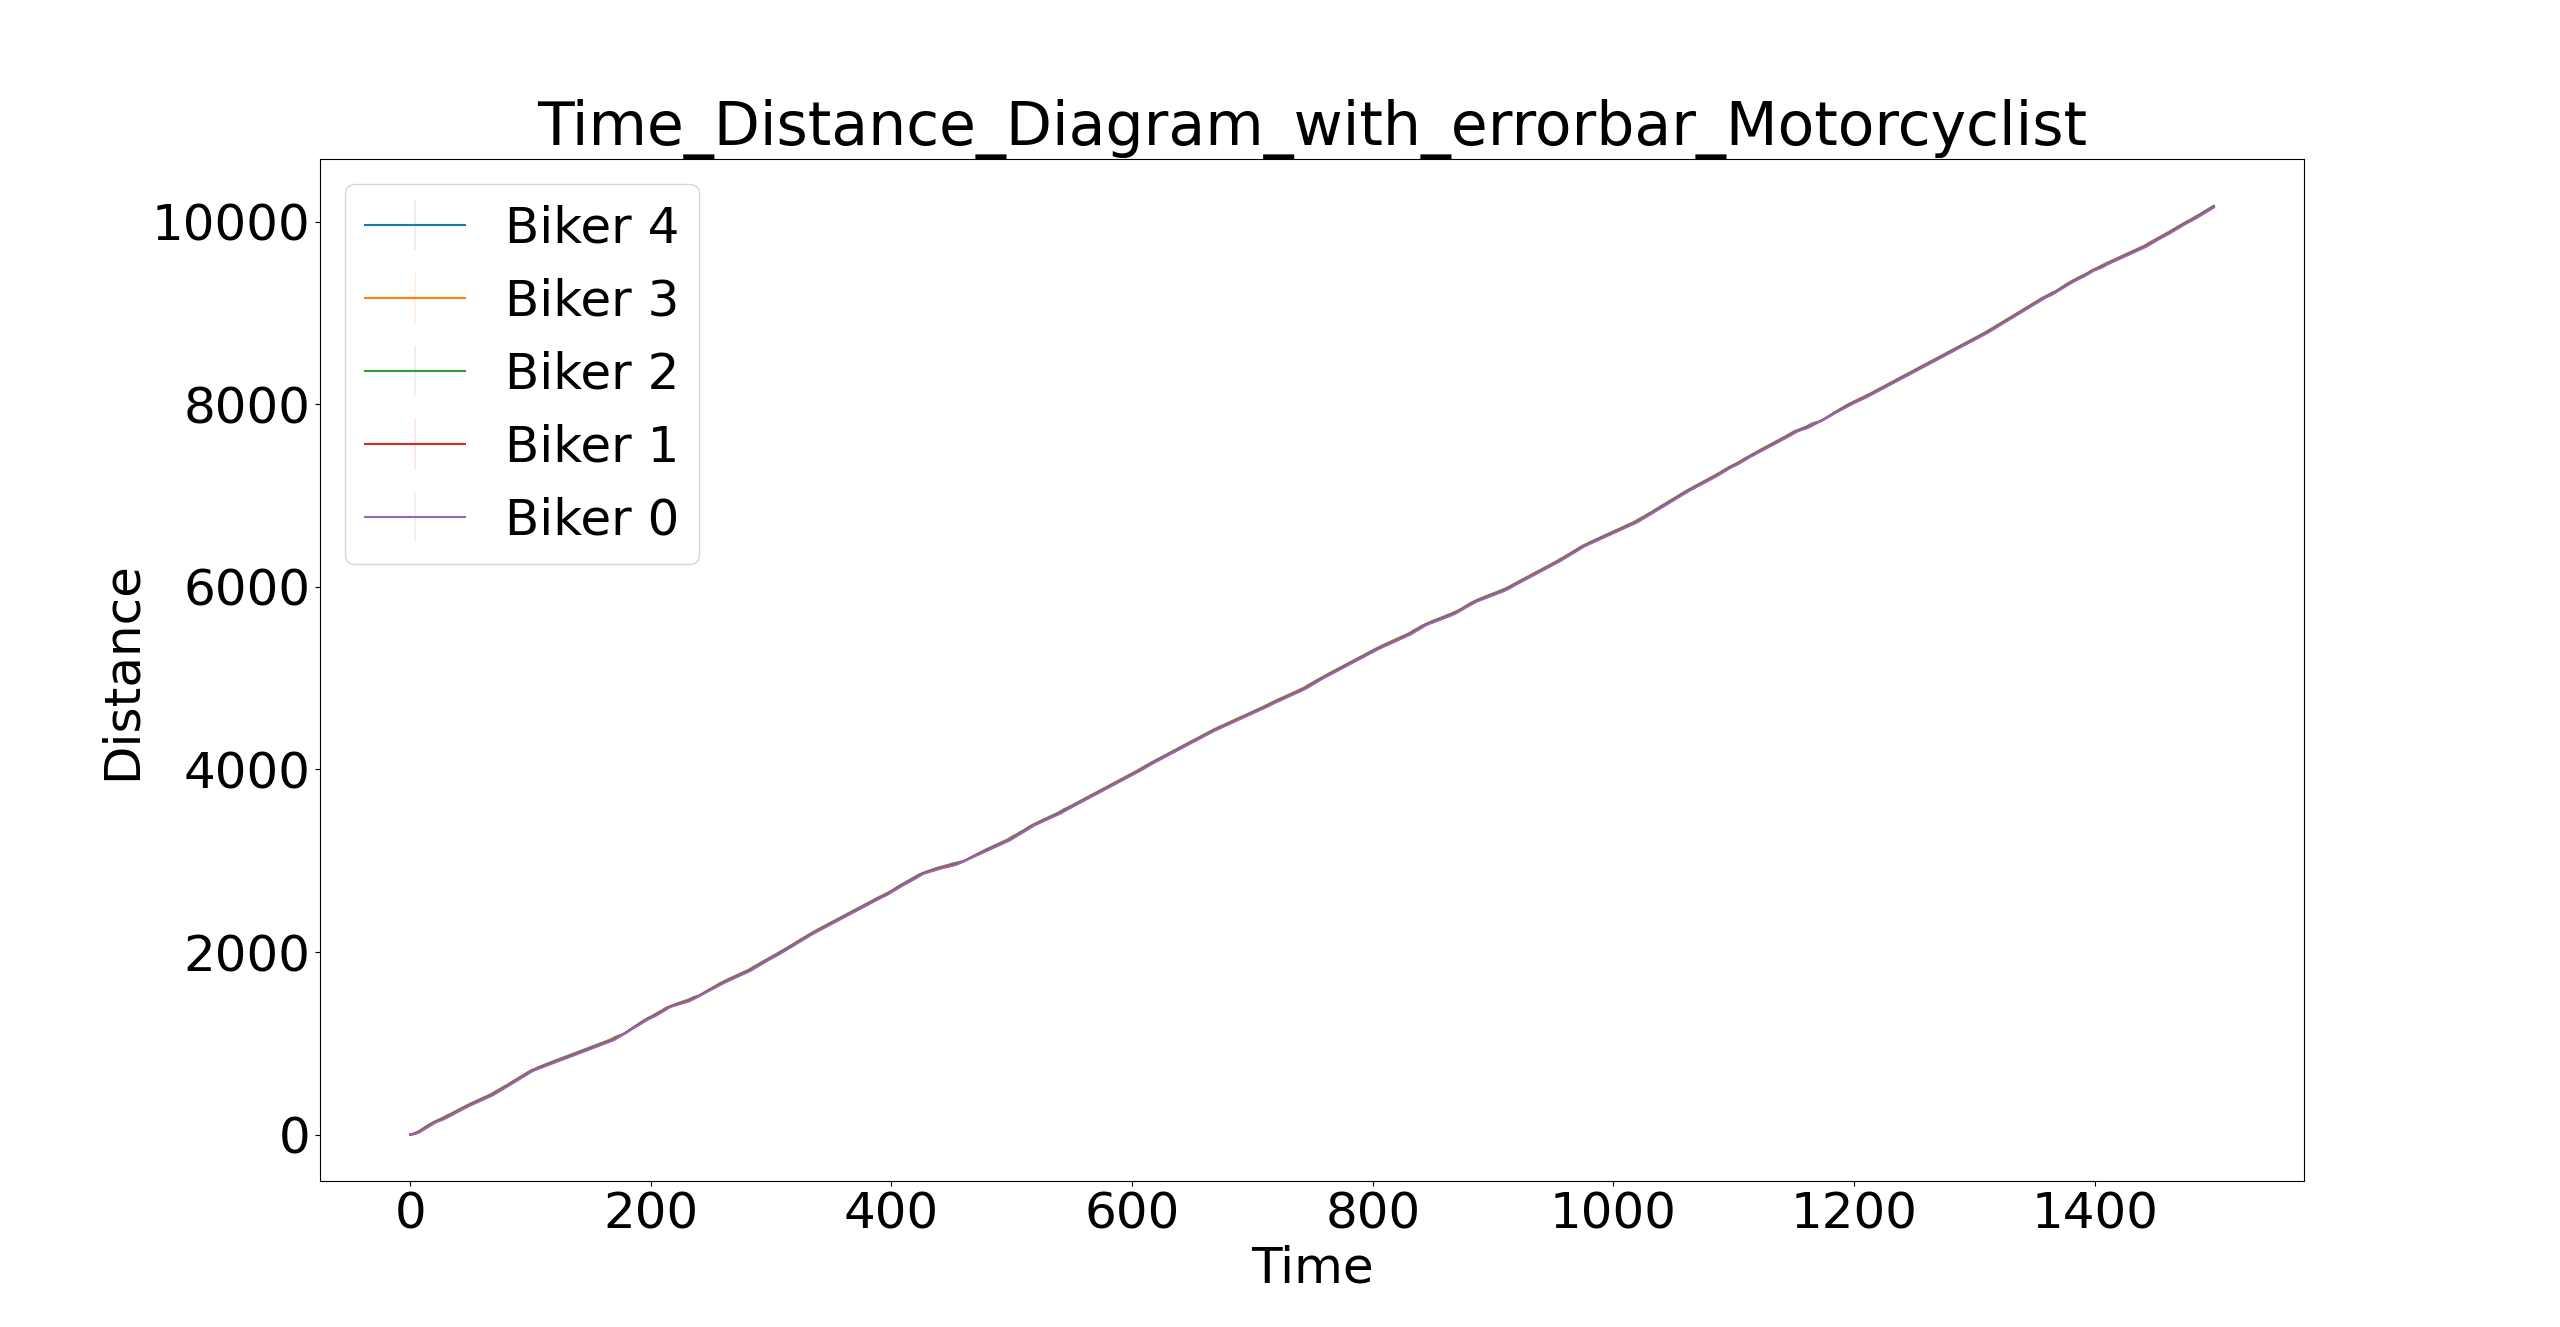 Time_Distance_Diagram_with_errorbar_Motorcyclist
Biker 4
Biker 3
Biker 2
Biker 1
Biker 0
Distance
10000
8000
6000
4000
2000
0
0 200 400 600 800 1000 1200 1400
Time